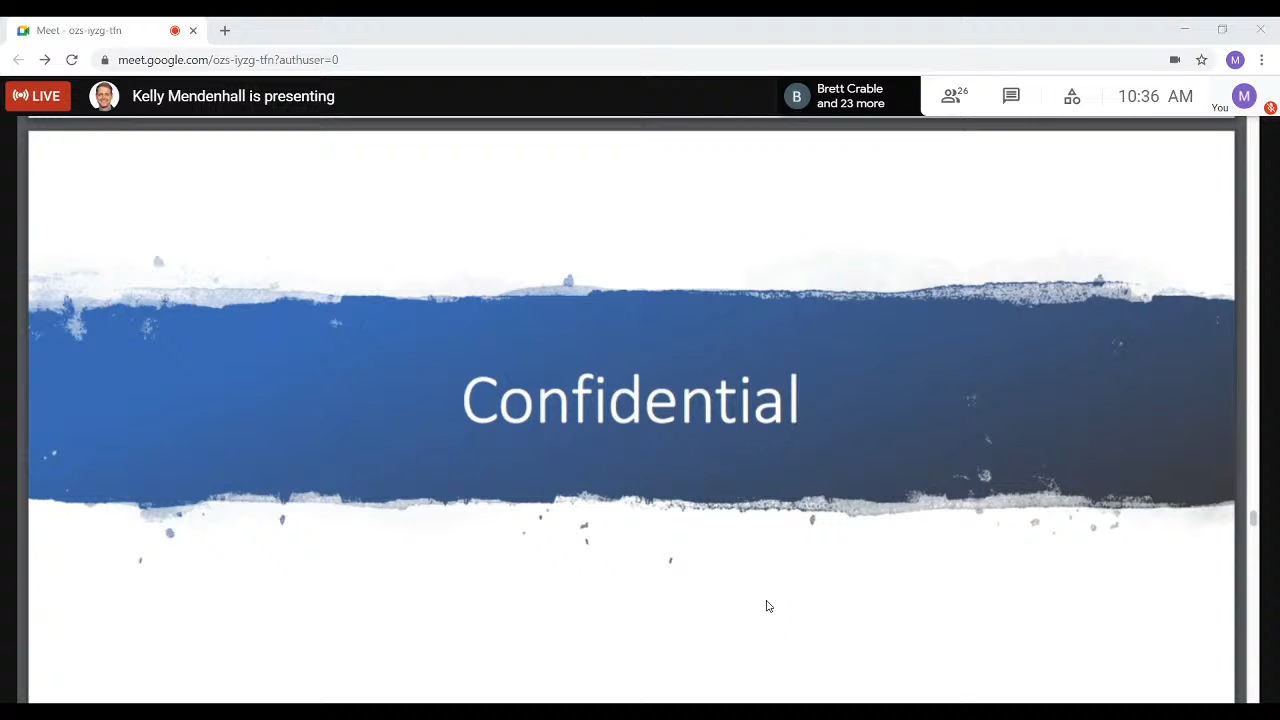 Meet - ozs-iyzg-tfn
meet.google.com/ozs-iyzg-tfn?authuser=0
M
LIVE
Kelly Mendenhall is presenting
B
Brett Crable
and 23 more
26
10:36 AM
You
M
Confidential